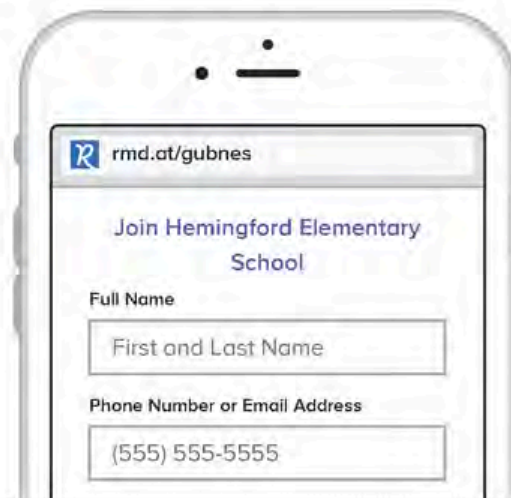 R rmd.at/gubnes
Join Hemingford Elementary
School
Full Name
First and Last Name
Phone Number or Email Address
(555) 555-5555